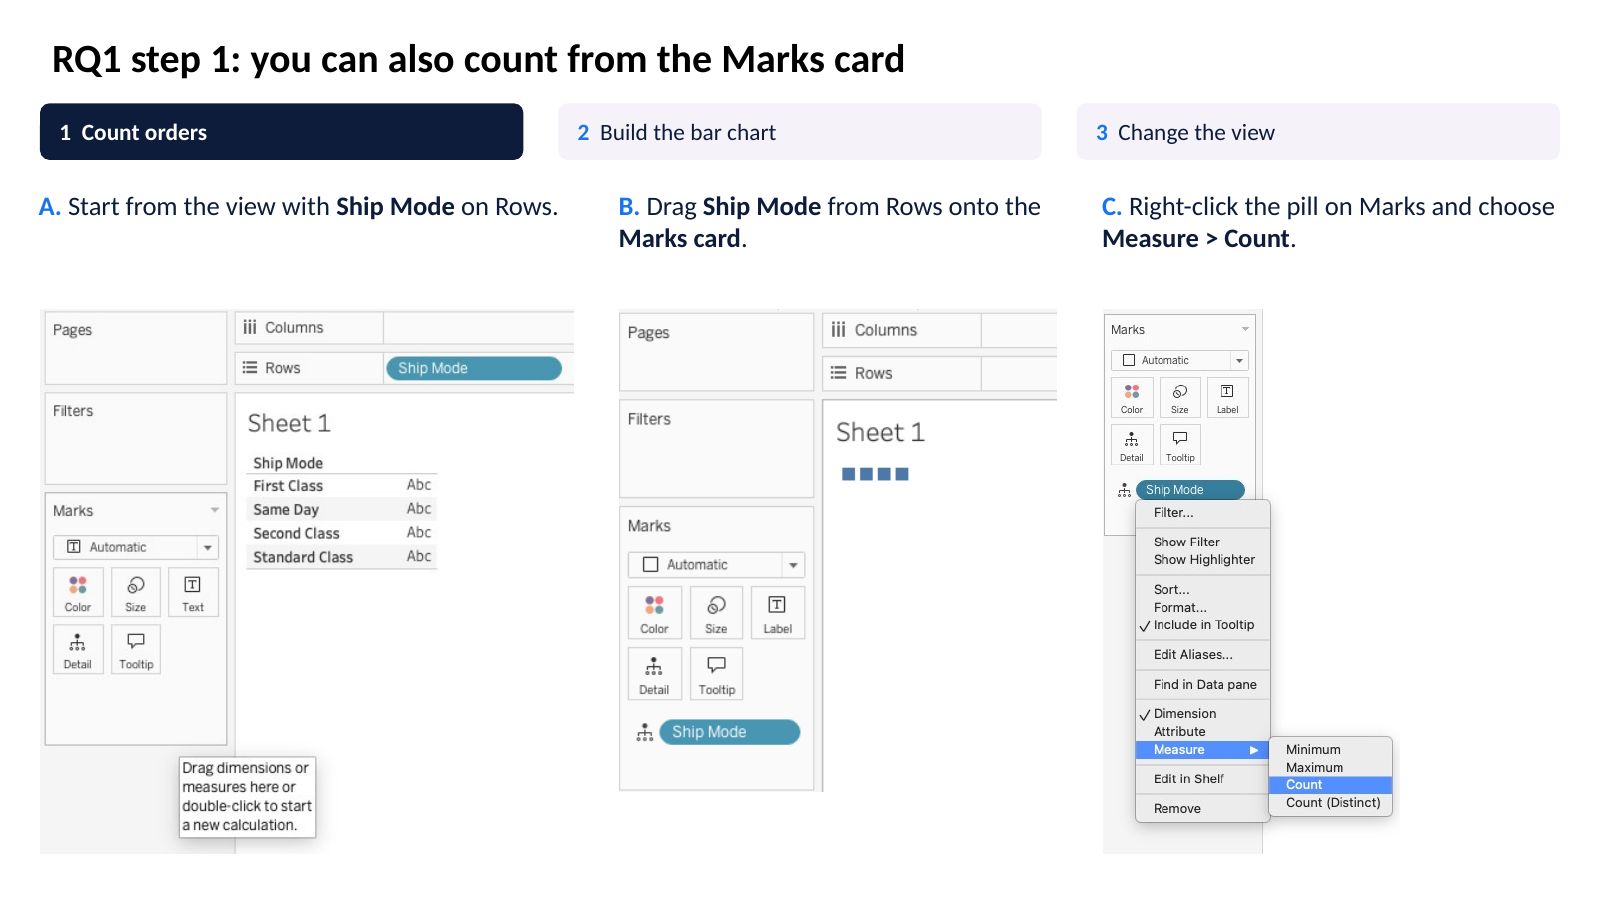 RQ1 step 1: you can also count from the Marks card
1 Count orders
2 Build the bar chart
3 Change the view
A. Start from the view with Ship Mode on Rows.
B. Drag Ship Mode from Rows onto the
Marks card.
C. Right-click the pill on Marks and choose
Measure > Count.
Pages
Columns
Rows
Ship Mode
Filters
Sheet 1
Ship Mode
First Class Abc
Same Day Abc
Second Class Abc
Standard Class Abc
Marks
Automatic
Color
Size
Text
Detail
Tooltip
Drag dimensions or
measures here or
double-click to start
a new calculation.
Pages
Columns
Rows
Filters
Sheet 1
Marks
Automatic
Color
Size
Label
Detail
Tooltip
Ship Mode
Marks
Automatic
Color
Size
Label
Detail
Tooltip
Ship Mode
Filter...
Show Filter
Show Highlighter
Sort...
Format...
Include in Tooltip
Edit Aliases...
Find in Data pane
Dimension
Attribute
Measure
Edit in Shelf
Remove
Minimum
Maximum
Count
Count (Distinct)